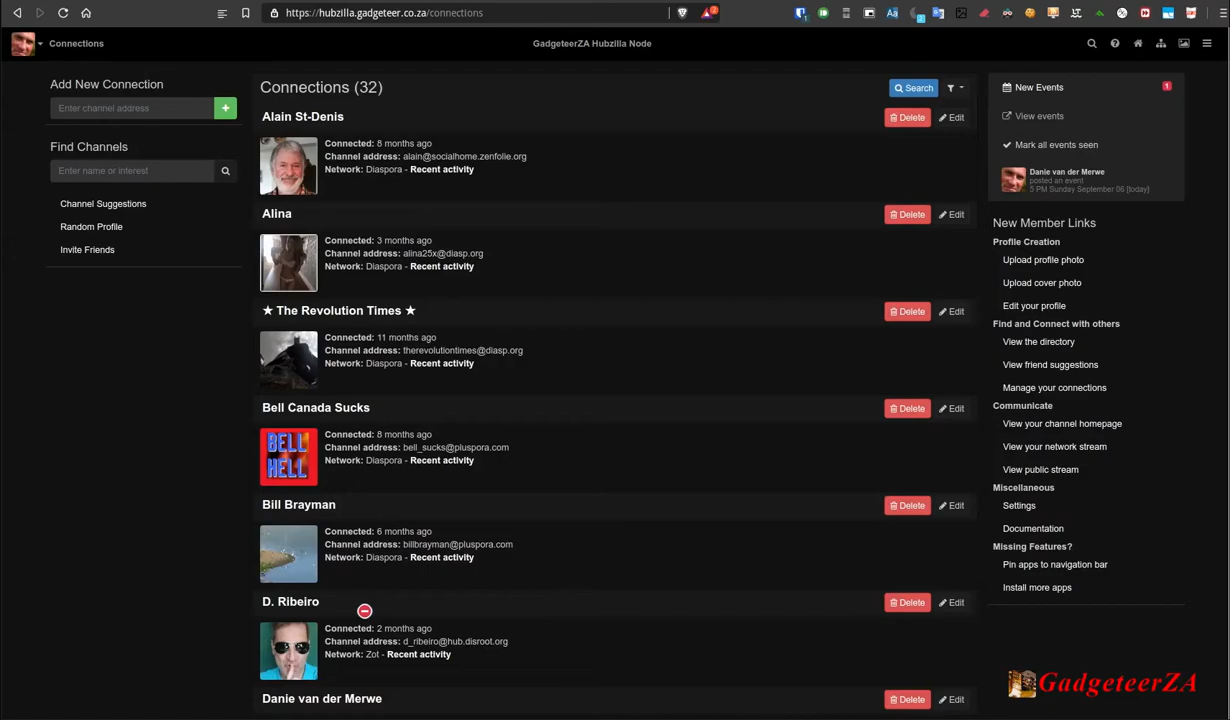 https://hubzilla.gadgeteer.co.za/connections
Connections
GadgeteerZA Hubzilla Node
Add New Connection
Enter channel address
Find Channels
Enter name or interest
Channel Suggestions
Random Profile
Invite Friends
Connections (32)
Search
Alain St-Denis
Delete Edit
Connected: 8 months ago
Channel address: alain@socialhome.zenfolie.org
Network: Diaspora - Recent activity
Alina
Delete Edit
Connected: 3 months ago
Channel address: alina25x@diasp.org
Network: Diaspora - Recent activity
★ The Revolution Times ★
Delete Edit
Connected: 11 months ago
Channel address: therevolutiontimes@diasp.org
Network: Diaspora - Recent activity
Bell Canada Sucks
Delete Edit
BELL
HELL
Connected: 8 months ago
Channel address: bell_sucks@pluspora.com
Network: Diaspora - Recent activity
Bill Brayman
Delete Edit
Connected: 6 months ago
Channel address: billbrayman@pluspora.com
Network: Diaspora - Recent activity
D. Ribeiro
Delete Edit
Connected: 2 months ago
Channel address: d_ribeiro@hub.disroot.org
Network: Zot - Recent activity
Danie van der Merwe
Delete Edit
New Events 1
View events
Mark all events seen
Danie van der Merwe
posted an event
5 PM Sunday September 06 [today]
New Member Links
Profile Creation
Upload profile photo
Upload cover photo
Edit your profile
Find and Connect with others
View the directory
View friend suggestions
Manage your connections
Communicate
View your channel homepage
View your network stream
View public stream
Miscellaneous
Settings
Documentation
Missing Features?
Pin apps to navigation bar
Install more apps
GadgeteerZA